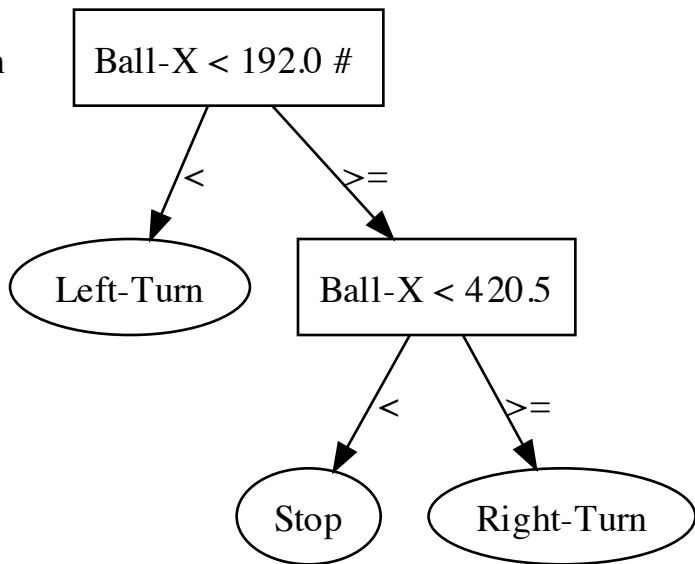 n
Ball-X < 192.0 #
<
>=
Left-Turn
Ball-X < 420.5
<
>=
Stop
Right-Turn